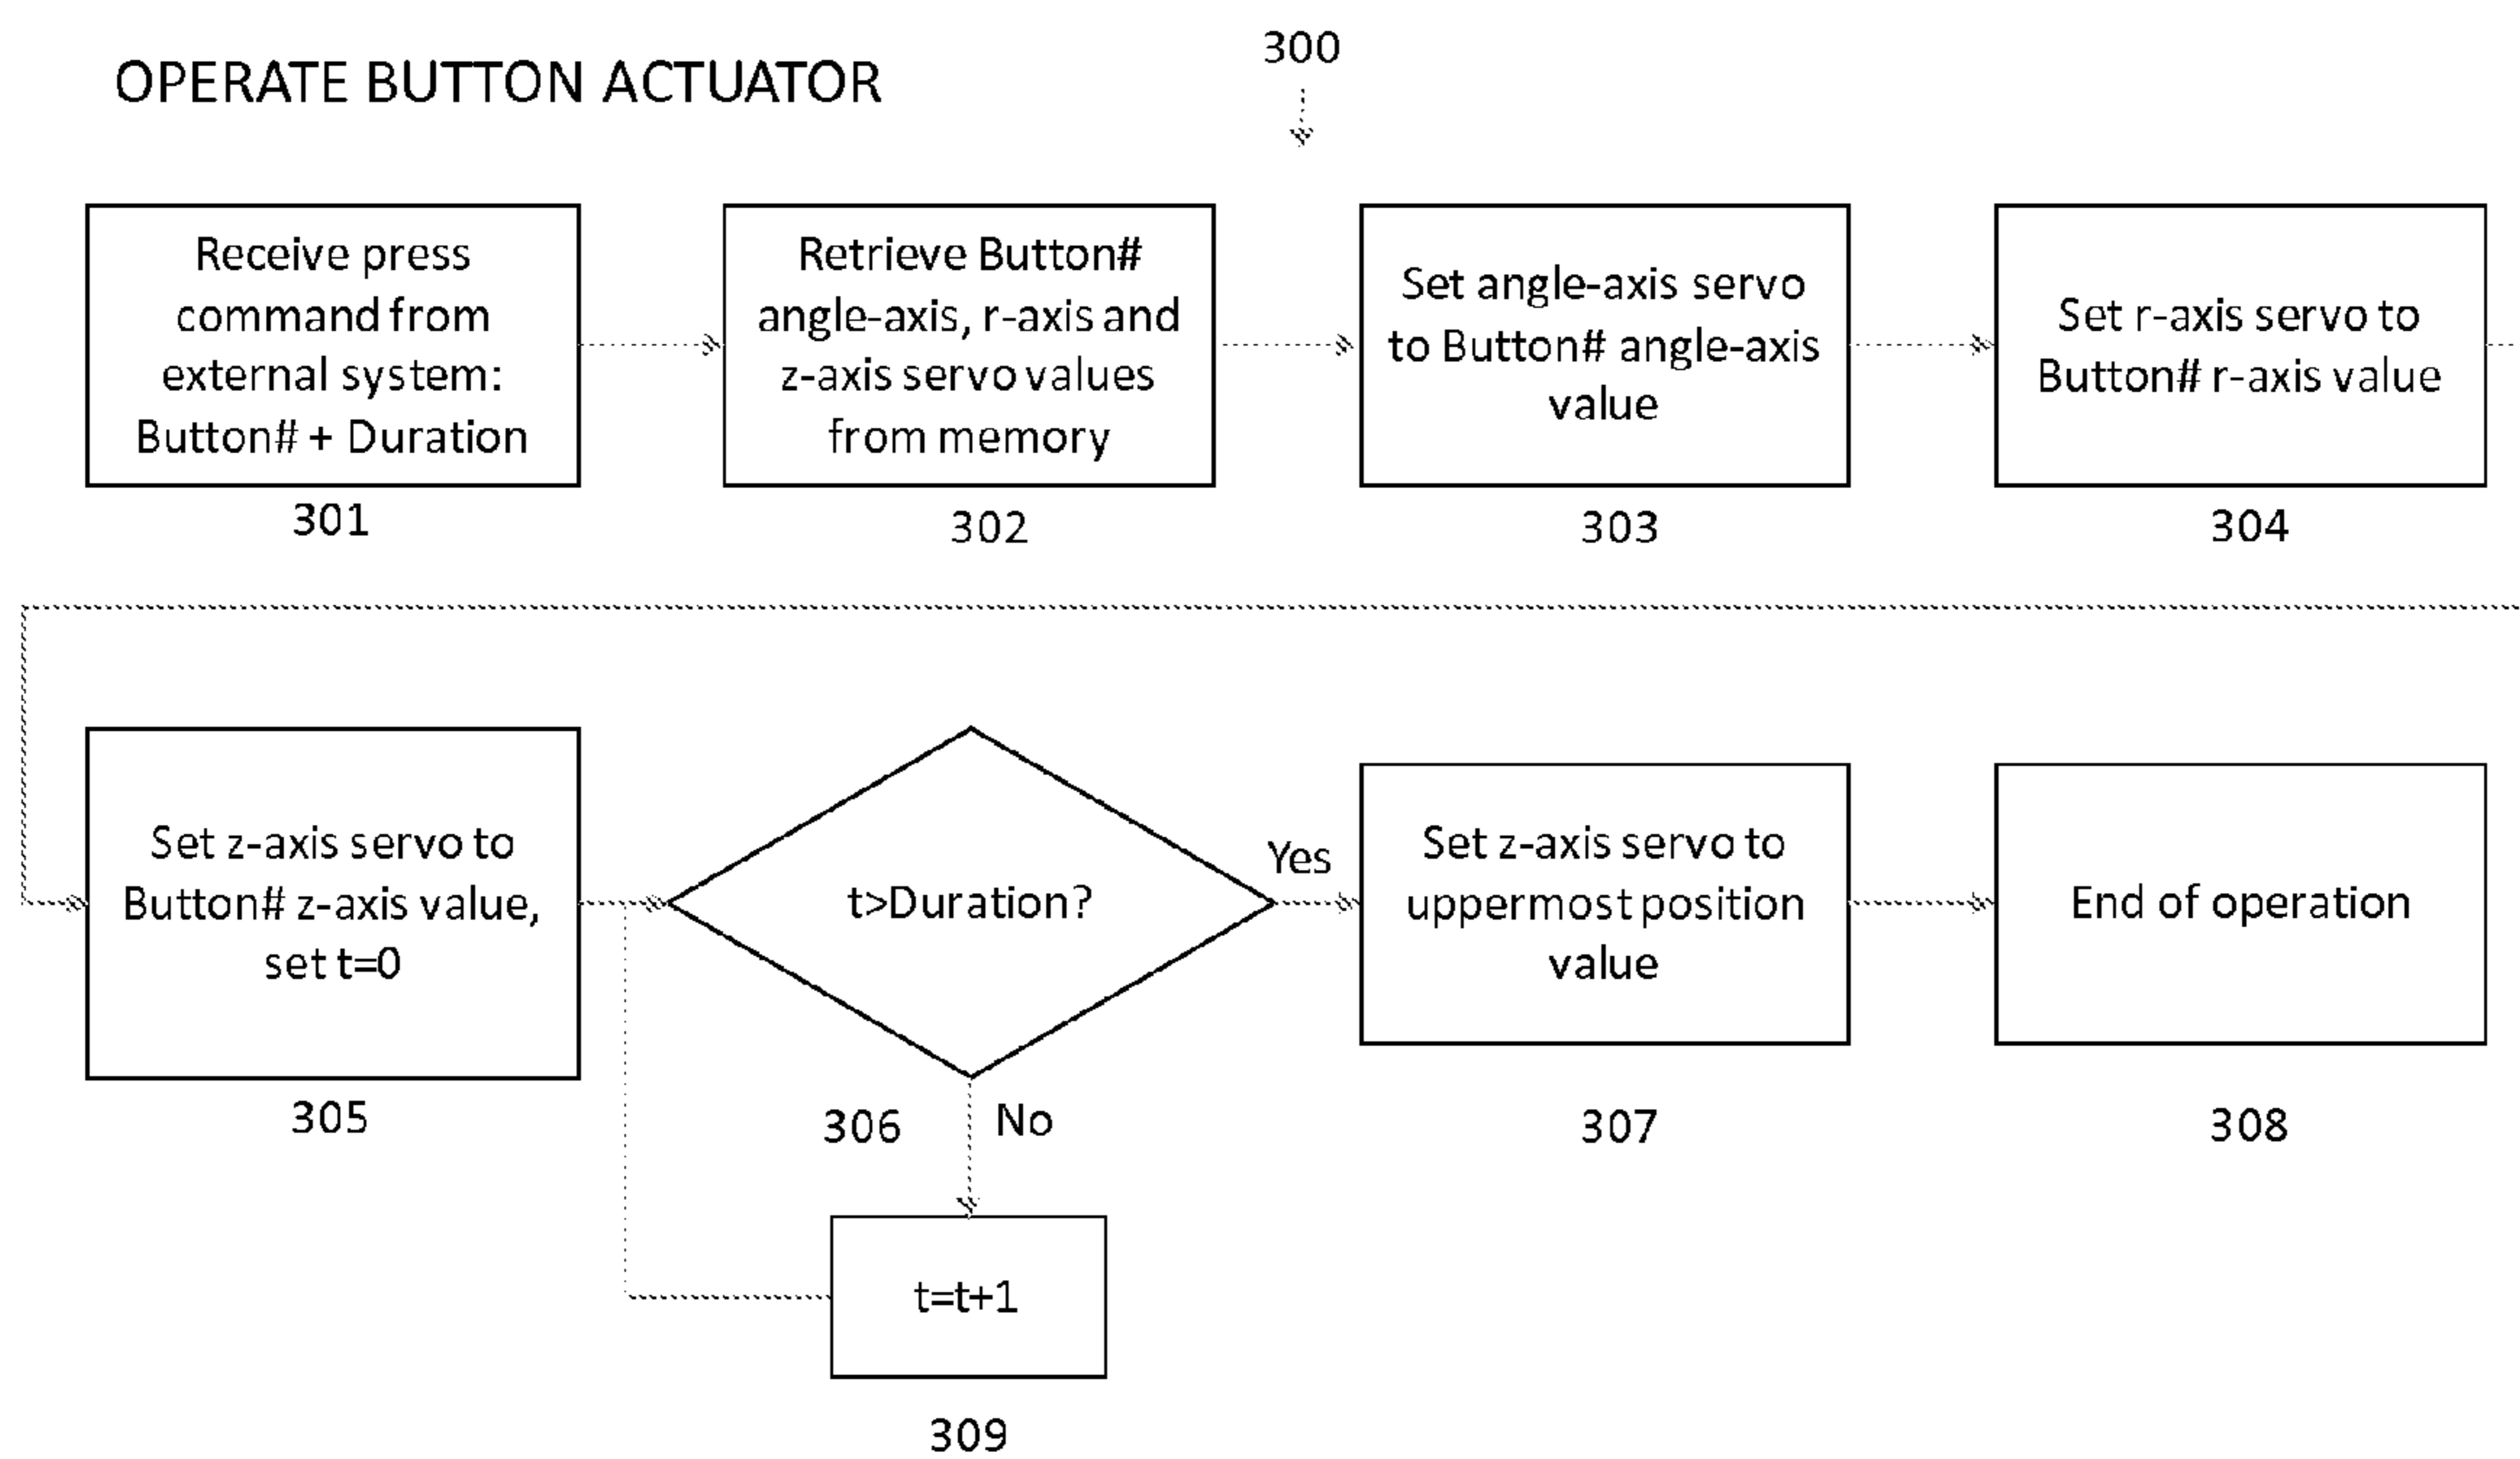 OPERATE BUTTON ACTUATOR
300
Receive press
command from
external system:
Button# + Duration
301
Retrieve Button#
angle-axis, r-axis and
z-axis servo values
from memory
302
Set angle-axis servo
to Button# angle-axis
value
303
Set r-axis servo to
Button# r-axis value
304
Set z-axis servo to
Button# z-axis value,
set t=0
305
t>Duration?
306
Yes
No
Set z-axis servo to
uppermost position
value
307
End of operation
308
t=t+1
309